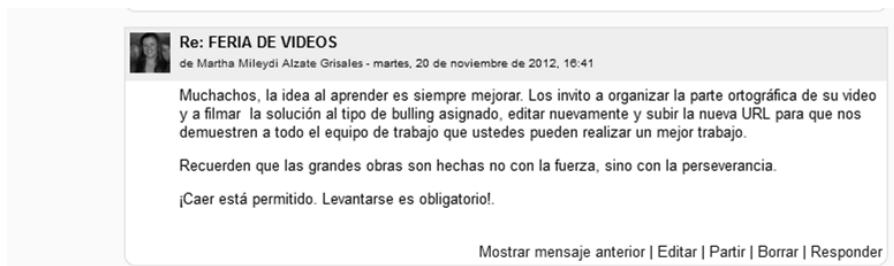 Re: FERIA DE VIDEOS
de Martha Mileydi Alzate Grisales - martes, 20 de noviembre de 2012, 16:41
Muchachos, la idea al aprender es siempre mejorar. Los invito a organizar la parte ortográfica de su video
y a filmar la solución al tipo de bulling asignado, editar nuevamente y subir la nueva URL para que nos
demuestren a todo el equipo de trabajo que ustedes pueden realizar un mejor trabajo.
Recuerden que las grandes obras son hechas no con la fuerza, sino con la perseverancia.
¡Caer está permitido. Levantarse es obligatorio!.
Mostrar mensaje anterior | Editar | Partir | Borrar | Responder